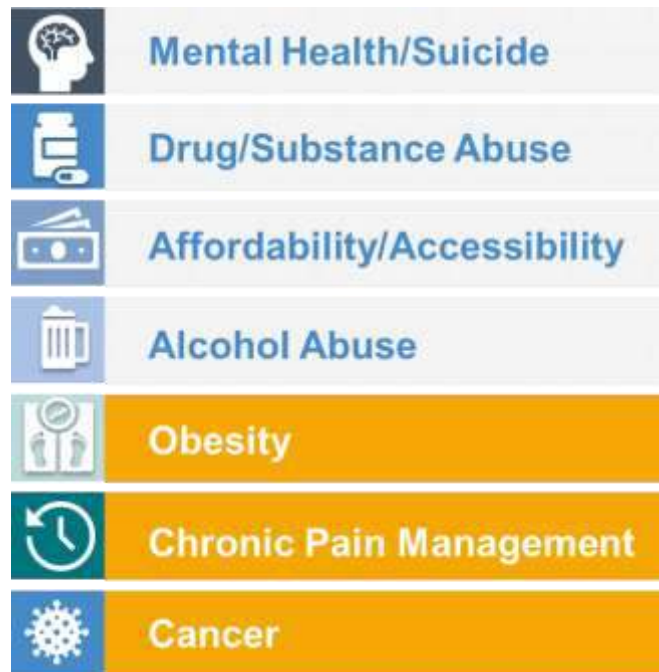 Mental Health/Suicide
Drug/Substance Abuse
Affordability/Accessibility
Alcohol Abuse
Obesity
Chronic Pain Management
Cancer